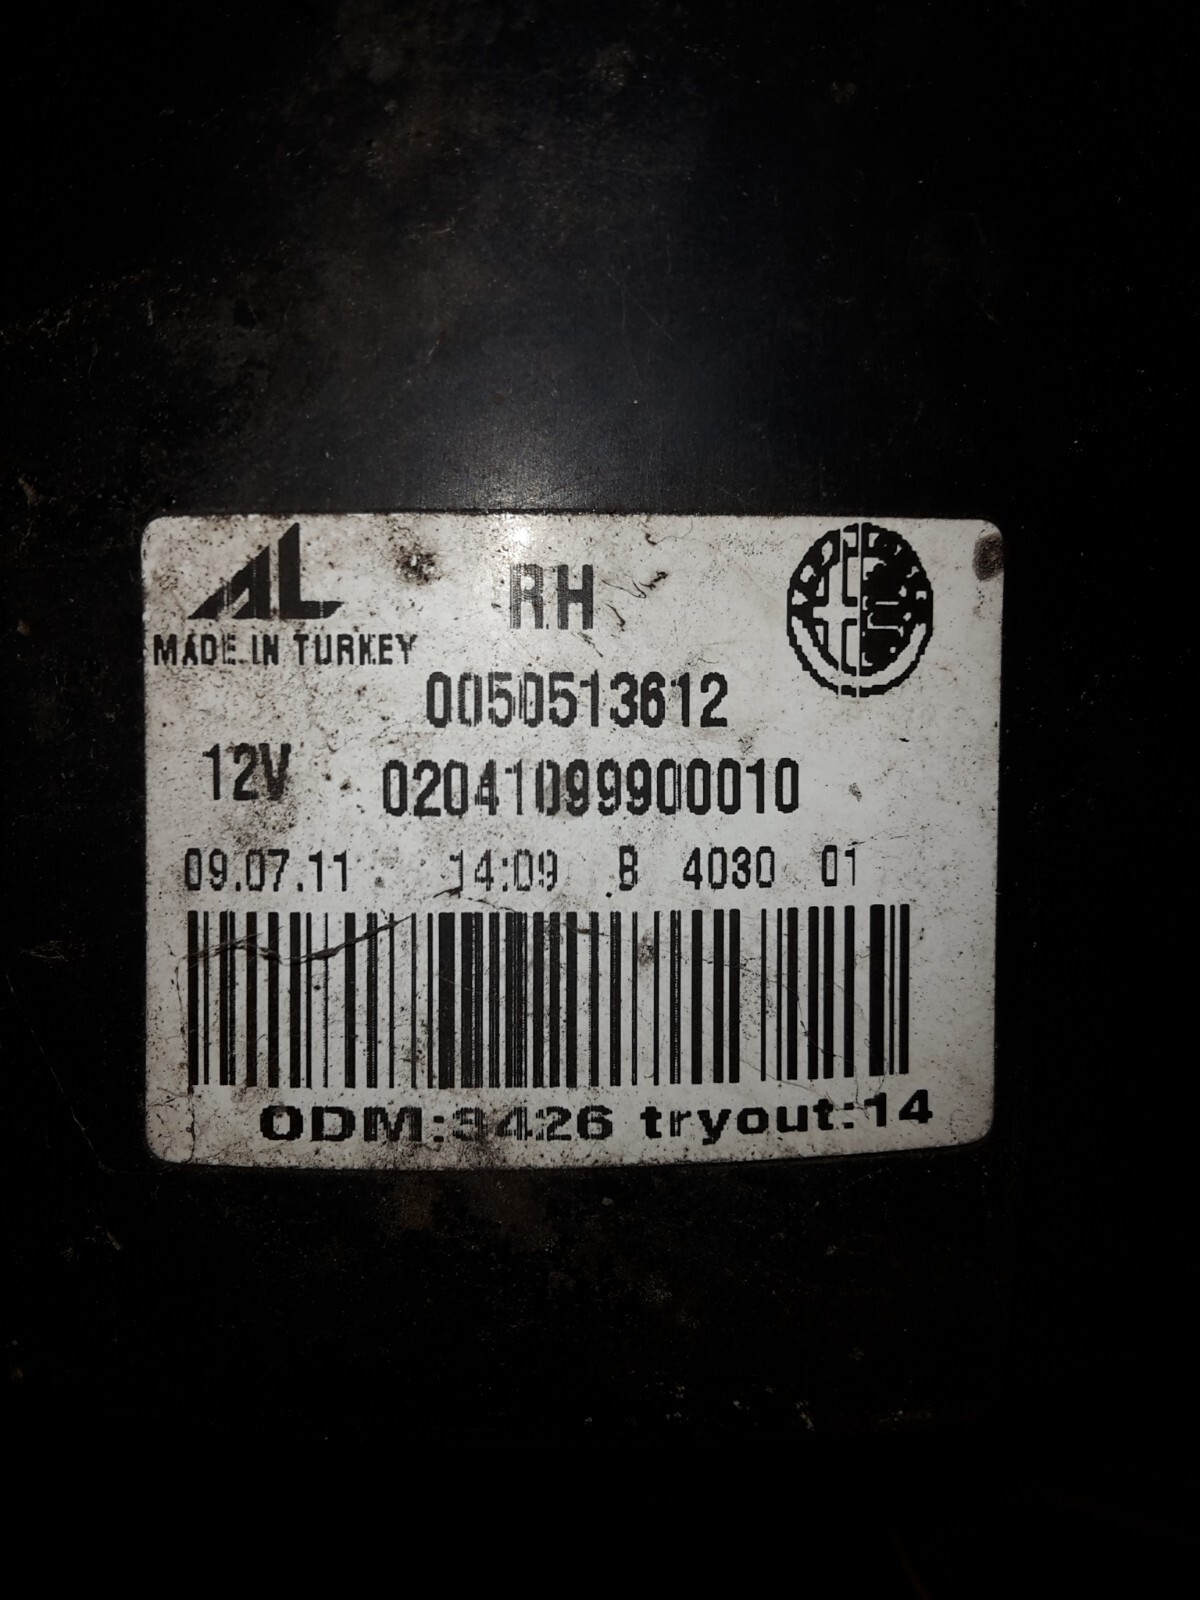 AL RH
MADE IN TURKEY
0050513612
12V 02041099900010
09.07.11 14:09 B 4030 01
ODM:3426 tryout:14